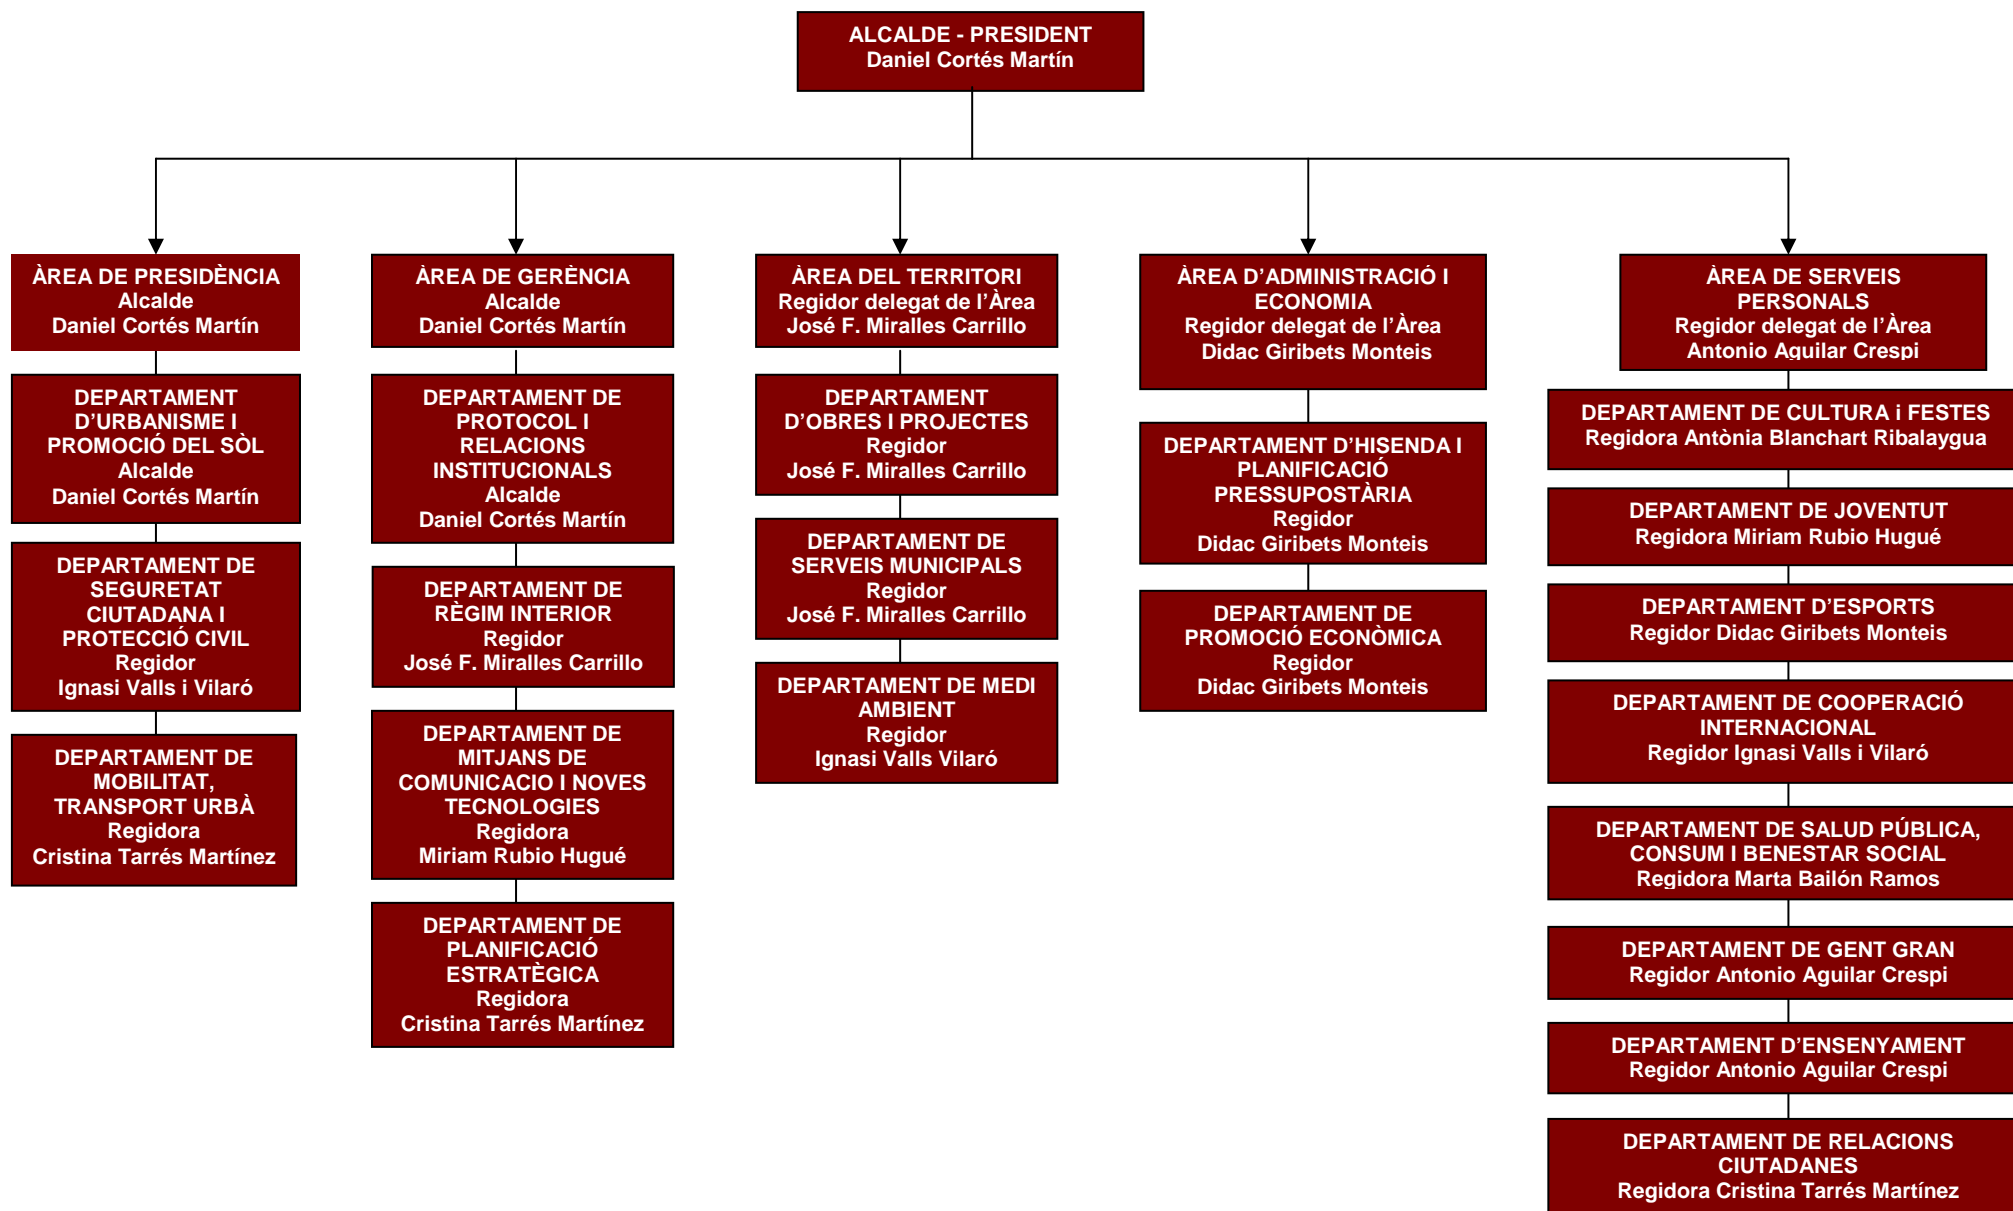 ALCALDE - PRESIDENT
Daniel Cortés Martín
ÀREA DE PRESIDÈNCIA
Alcalde
Daniel Cortés Martín
DEPARTAMENT
D’URBANISME I
PROMOCIÓ DEL SÒL
Alcalde
Daniel Cortés Martín
DEPARTAMENT DE
SEGURETAT
CIUTADANA I
PROTECCIÓ CIVIL
Regidor
Ignasi Valls i Vilaró
DEPARTAMENT DE
MOBILITAT,
TRANSPORT URBÀ
Regidora
Cristina Tarrés Martínez
ÀREA DE GERÈNCIA
Alcalde
Daniel Cortés Martín
DEPARTAMENT DE
PROTOCOL I
RELACIONS
INSTITUCIONALS
Alcalde
Daniel Cortés Martín
DEPARTAMENT DE
RÈGIM INTERIOR
Regidor
José F. Miralles Carrillo
DEPARTAMENT DE
MITJANS DE
COMUNICACIO I NOVES
TECNOLOGIES
Regidora
Miriam Rubio Hugué
DEPARTAMENT DE
PLANIFICACIÓ
ESTRATÈGICA
Regidora
Cristina Tarrés Martínez
ÀREA DEL TERRITORI
Regidor delegat de l’Àrea
José F. Miralles Carrillo
DEPARTAMENT
D’OBRES I PROJECTES
Regidor
José F. Miralles Carrillo
DEPARTAMENT DE
SERVEIS MUNICIPALS
Regidor
José F. Miralles Carrillo
DEPARTAMENT DE MEDI
AMBIENT
Regidor
Ignasi Valls Vilaró
ÀREA D’ADMINISTRACIÓ I
ECONOMIA
Regidor delegat de l’Àrea
Didac Giribets Monteis
DEPARTAMENT D’HISENDA I
PLANIFICACIÓ
PRESSUPOSTÀRIA
Regidor
Didac Giribets Monteis
DEPARTAMENT DE
PROMOCIÓ ECONÒMICA
Regidor
Didac Giribets Monteis
ÀREA DE SERVEIS
PERSONALS
Regidor delegat de l’Àrea
Antonio Aguilar Crespi
DEPARTAMENT DE CULTURA i FESTES
Regidora Antònia Blanchart Ribalaygua
DEPARTAMENT DE JOVENTUT
Regidora Miriam Rubio Hugué
DEPARTAMENT D’ESPORTS
Regidor Didac Giribets Monteis
DEPARTAMENT DE COOPERACIÓ
INTERNACIONAL
Regidor Ignasi Valls i Vilaró
DEPARTAMENT DE SALUD PÚBLICA,
CONSUM I BENESTAR SOCIAL
Regidora Marta Bailón Ramos
DEPARTAMENT DE GENT GRAN
Regidor Antonio Aguilar Crespi
DEPARTAMENT D’ENSENYAMENT
Regidor Antonio Aguilar Crespi
DEPARTAMENT DE RELACIONS
CIUTADANES
Regidora Cristina Tarrés Martínez